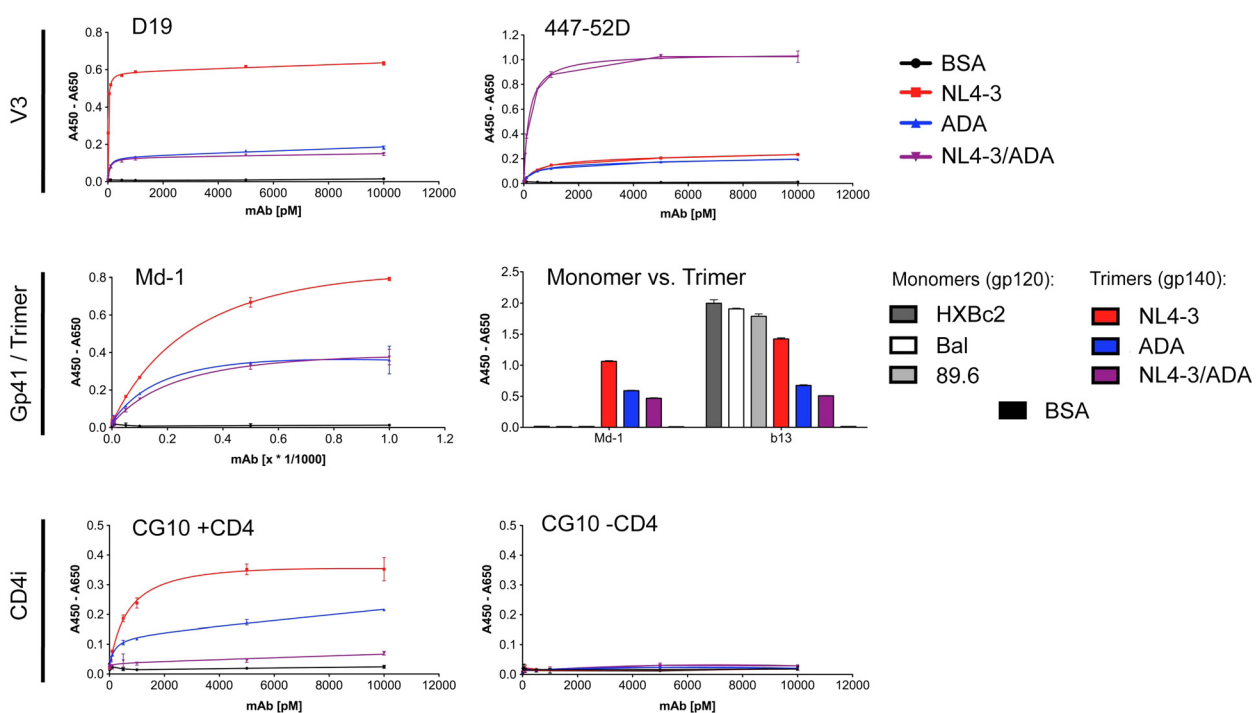 V3
D19
A450 - A650
0.8
0.6
0.4
0.2
0.0
0 2000 4000 6000 8000 10000 12000
mAb [pM]
447-52D
A450 - A650
1.2
1.0
0.8
0.6
0.4
0.2
0.0
0 2000 4000 6000 8000 10000 12000
mAb [pM]
BSA
NL4-3
ADA
NL4-3/ADA
Gp41 / Trimer
Md-1
A450 - A650
0.8
0.6
0.4
0.2
0.0
0.0 0.2 0.4 0.6 0.8 1.0 1.2
mAb [x * 1/1000]
Monomer vs. Trimer
A450 - A650
2.5
2.0
1.5
1.0
0.5
0.0
Md-1 b13
Monomers (gp120):
HXBc2
Bal
89.6
Trimers (gp140):
NL4-3
ADA
NL4-3/ADA
BSA
CD4i
CG10 +CD4
A450 - A650
0.5
0.4
0.3
0.2
0.1
0.0
0 2000 4000 6000 8000 10000 12000
mAb [pM]
CG10 -CD4
A450 - A650
0.5
0.4
0.3
0.2
0.1
0.0
0 2000 4000 6000 8000 10000 12000
mAb [pM]